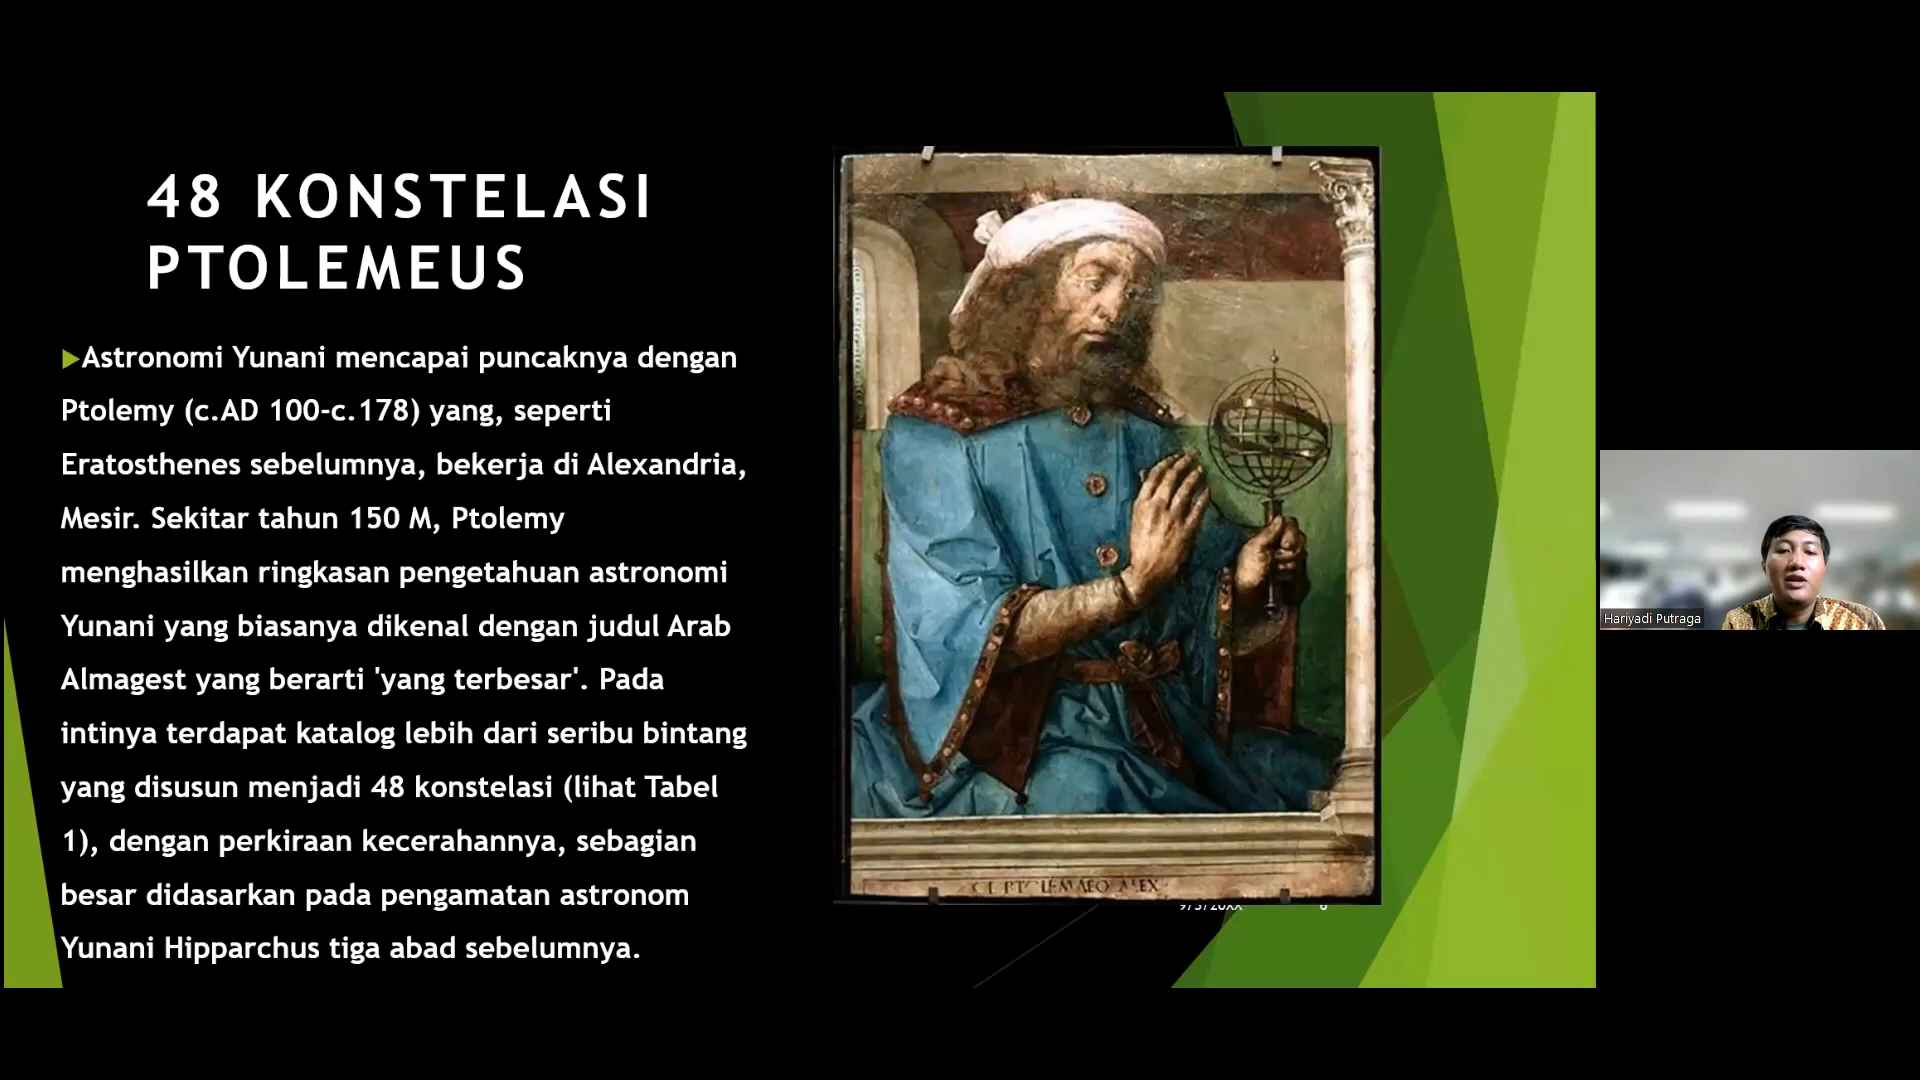 48 KONSTELASI
PTOLEMEUS
Astronomi Yunani mencapai puncaknya dengan
Ptolemy (c.AD 100-c.178) yang, seperti
Eratosthenes sebelumnya, bekerja di Alexandria,
Mesir. Sekitar tahun 150 M, Ptolemy
menghasilkan ringkasan pengetahuan astronomi
Yunani yang biasanya dikenal dengan judul Arab
Almagest yang berarti 'yang terbesar'. Pada
intinya terdapat katalog lebih dari seribu bintang
yang disusun menjadi 48 konstelasi (lihat Tabel
1), dengan perkiraan kecerahannya, sebagian
besar didasarkan pada pengamatan astronom
Yunani Hipparchus tiga abad sebelumnya.
Hariyadi Putraga